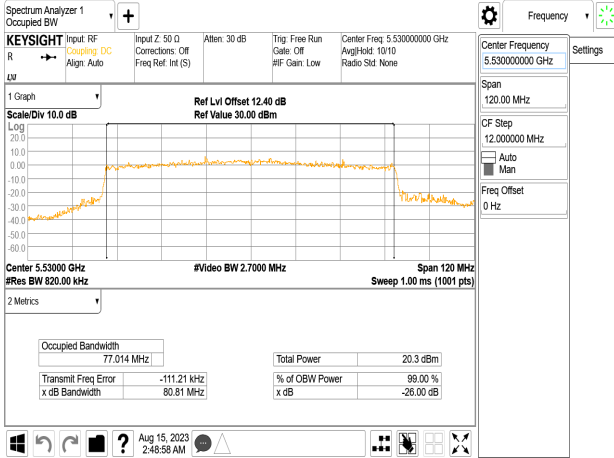 Spectrum Analyzer 1
Occupied BW
KEYSIGHT
R
Input: RF
Coupling: DC
Align: Auto
Input Z: 50 Ω
Corrections: Off
Freq Ref: Int (S)
Atten: 30 dB
Trig: Free Run
Gate: Off
#IF Gain: Low
Center Freq: 5.530000000 GHz
Avg|Hold: 10/10
Radio Std: None
1 Graph
Scale/Div 10.0 dB
Ref Lvl Offset 12.40 dB
Ref Value 30.00 dBm
Log
20.0
10.0
0.00
-10.0
-20.0
-30.0
-40.0
-50.0
-60.0
Center 5.53000 GHz
#Video BW 2.7000 MHz
Span 120 MHz
#Res BW 820.00 kHz
Sweep 1.00 ms (1001 pts)
2 Metrics
Occupied Bandwidth
77.014 MHz
Total Power 20.3 dBm
Transmit Freq Error -111.21 kHz
% of OBW Power 99.00 %
x dB Bandwidth 80.81 MHz
x dB -26.00 dB
Aug 15, 2023
2:48:58 AM
Frequency
Center Frequency
5.530000000 GHz
Settings
Span
120.00 MHz
CF Step
12.000000 MHz
Auto
Man
Freq Offset
0 Hz